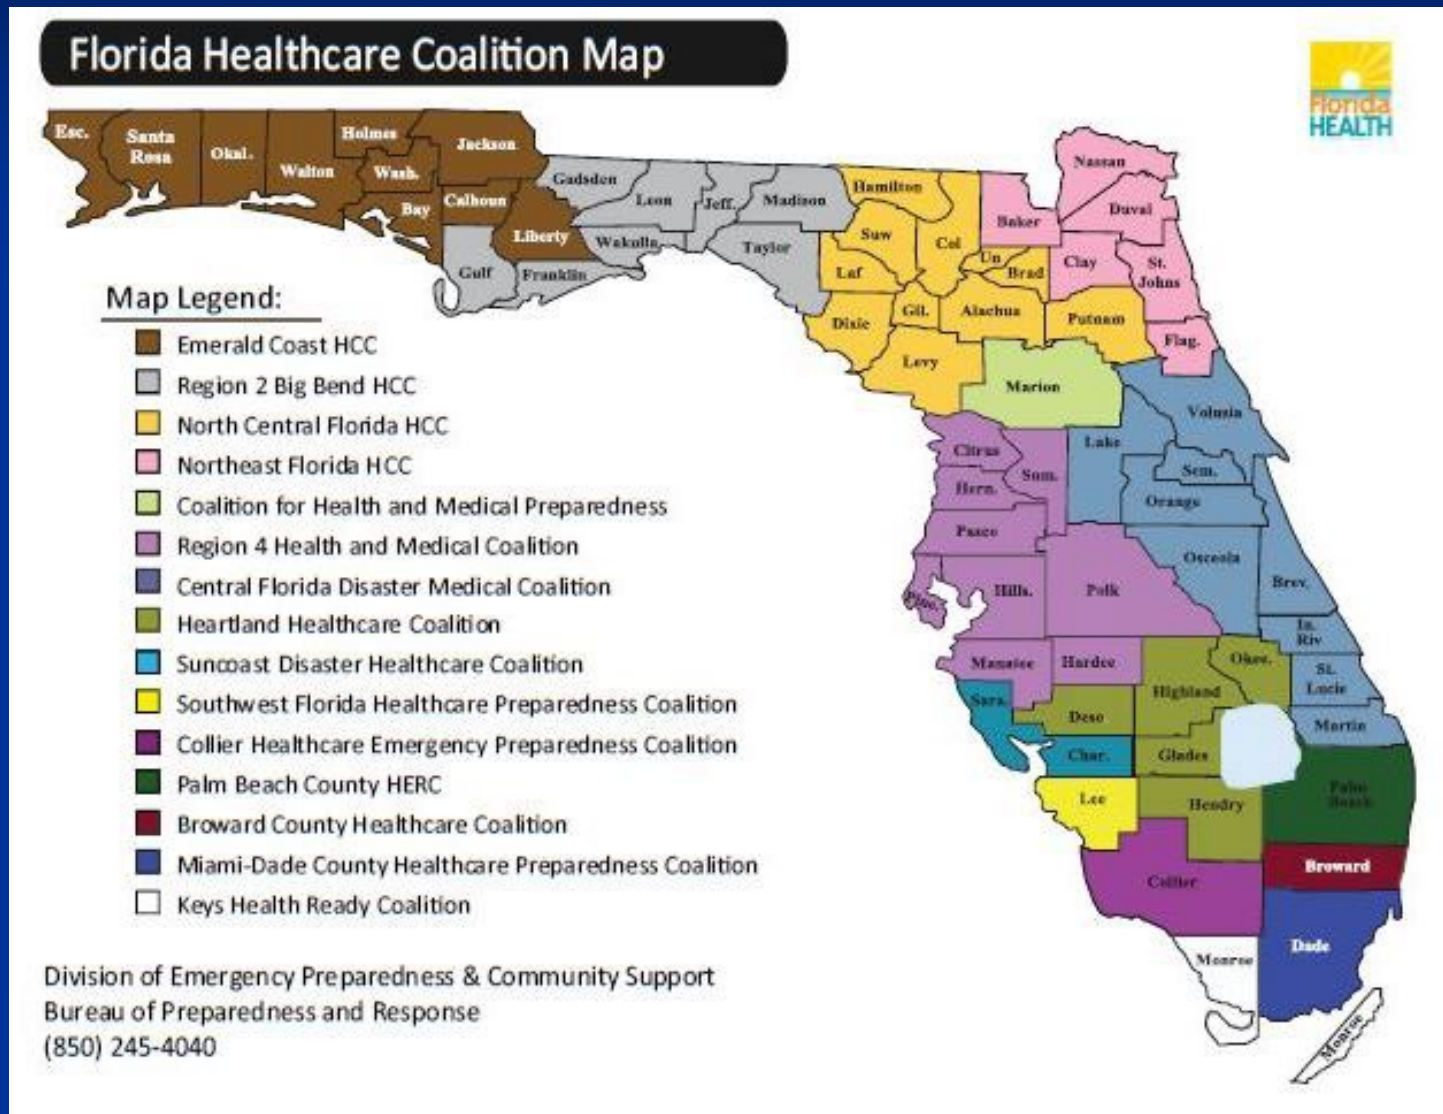 Florida Healthcare Coalition Map
Florida
HEALTH
Esc.
Santa
Rosa
Okal.
Walton
Holmes
Wash.
Jackson
Bay
Calhoun
Liberty
Gulf
Gadsden
Franklin
Leon
Wakulla
Jeff.
Madison
Taylor
Hamilton
Suw
Col
Laf
Dixie
Gil.
Levy
Un
Brad
Alachua
Putnam
Baker
Nassau
Duval
Clay
St.
Johns
Flag.
Marion
Volusia
Lake
Sem.
Orange
Osceola
Brev.
In.
Riv
St.
Lucie
Martin
Citrus
Sum.
Hern.
Pasco
Pine.
Hills.
Polk
Manatee
Hardee
Highland
Okee.
Sara.
Deso
Char.
Glades
Lee
Hendry
Palm
Beach
Collier
Broward
Monroe
Dade
Monroe
Map Legend:
Emerald Coast HCC
Region 2 Big Bend HCC
North Central Florida HCC
Northeast Florida HCC
Coalition for Health and Medical Preparedness
Region 4 Health and Medical Coalition
Central Florida Disaster Medical Coalition
Heartland Healthcare Coalition
Suncoast Disaster Healthcare Coalition
Southwest Florida Healthcare Preparedness Coalition
Collier Healthcare Emergency Preparedness Coalition
Palm Beach County HERC
Broward County Healthcare Coalition
Miami-Dade County Healthcare Preparedness Coalition
Keys Health Ready Coalition
Division of Emergency Preparedness & Community Support
Bureau of Preparedness and Response
(850) 245-4040